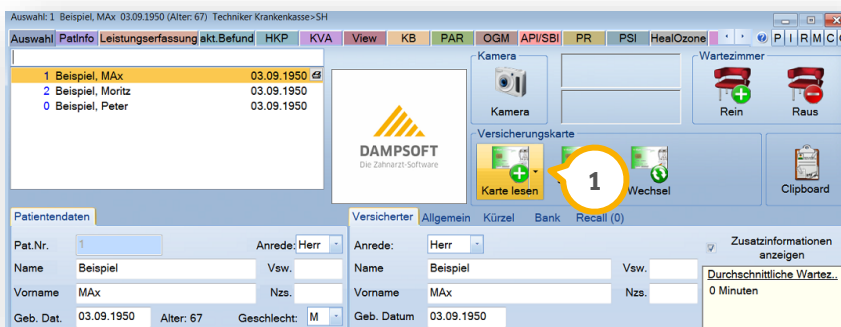 Auswahl: 1 Beispiel, MAx 03.09.1950 (Alter: 67) Techniker Krankenkasse>SH
Auswahl PatInfo Leistungserfassung akt.Befund HKP KVA View KB PAR OGM API/SBI PR PSI HealOzone P I R M C
1 Beispiel, MAx 03.09.1950
2 Beispiel, Moritz 03.09.1950
0 Beispiel, Peter 03.09.1950
DAMPSOFT
Die Zahnarzt-Software
Kamera
Kamera
Wartezimmer
Rein Raus
Versicherungskarte
Karte lesen 1 Wechsel
Clipboard
Patientendaten
Pat.Nr. 1 Anrede: Herr
Name Beispiel Vsw.
Vorname MAx Nzs.
Geb. Dat. 03.09.1950 Alter: 67 Geschlecht: M
Versicherter Allgemein Kürzel Bank Recall (0)
Anrede: Herr
Name Beispiel Vsw.
Vorname MAx Nzs.
Geb. Datum 03.09.1950
Zusatzinformationen
anzeigen
Durchschnittliche Wartez..
0 Minuten